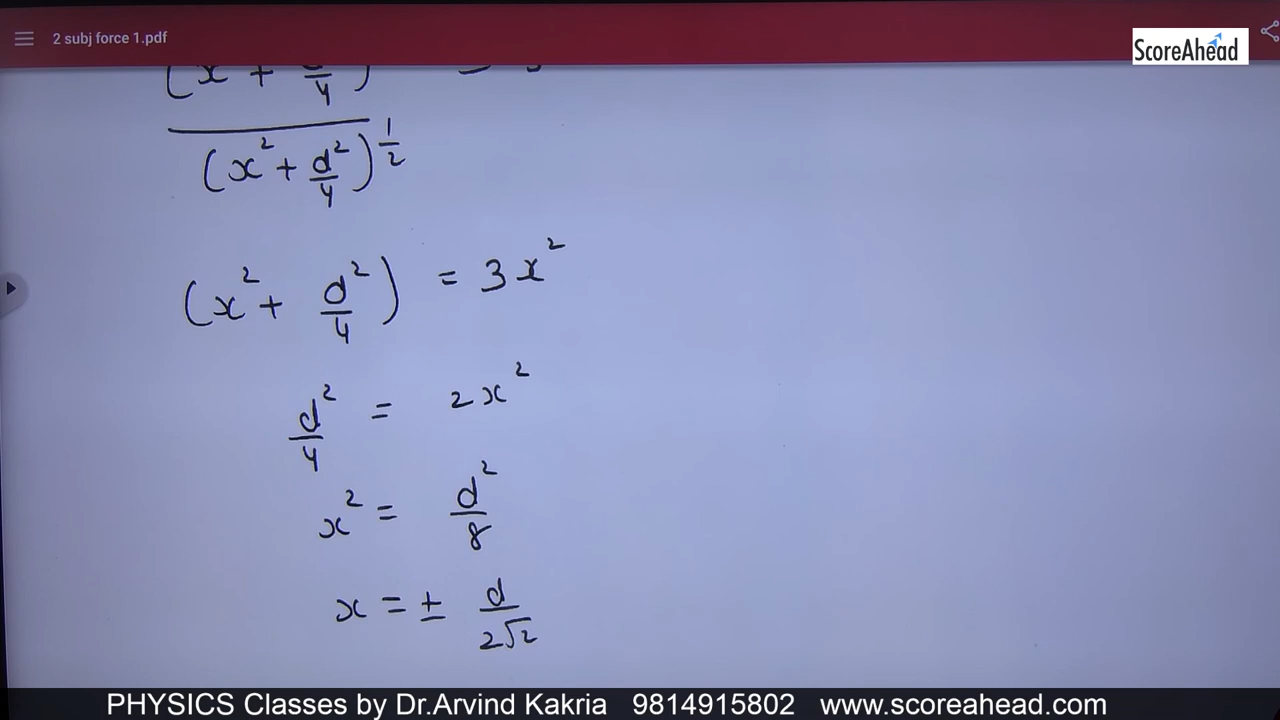 2 subj force 1.pdf
ScoreAhead
(x² + d²/4)^(1/2)
(x² + d²/4) = 3x²
d²/4 = 2x²
x² = d²/8
x = ± d/(2√2)
PHYSICS Classes by Dr.Arvind Kakria 9814915802 www.scoreahead.com